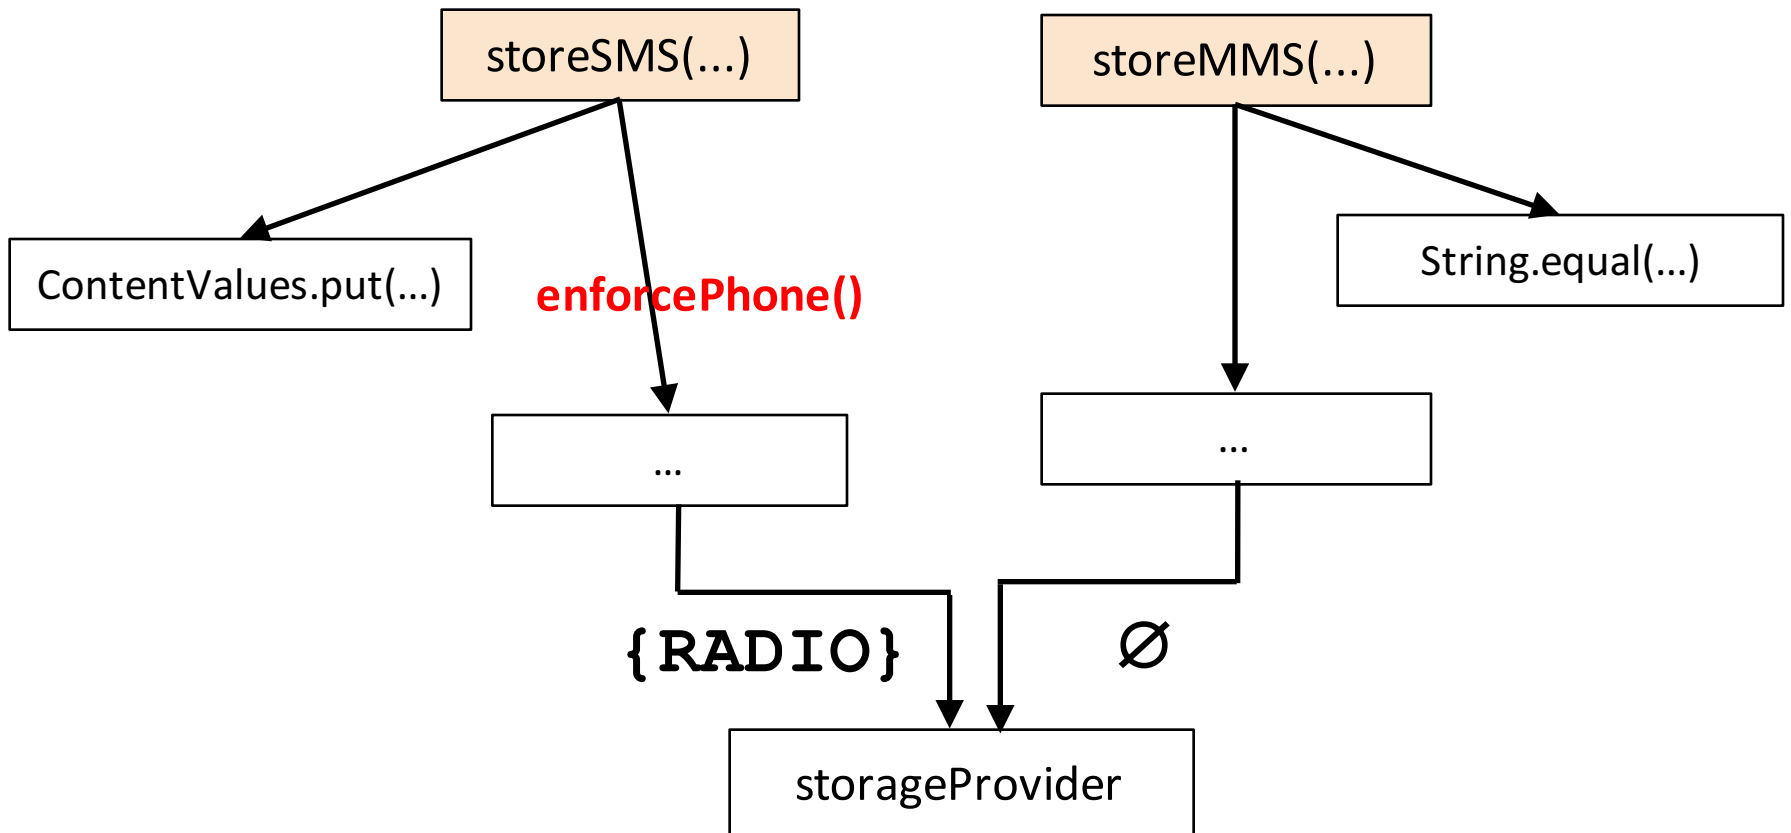 storeSMS(...)
storeMMS(...)
ContentValues.put(...)
enforcePhone()
String.equal(...)
...
...
{RADIO}
∅
storageProvider